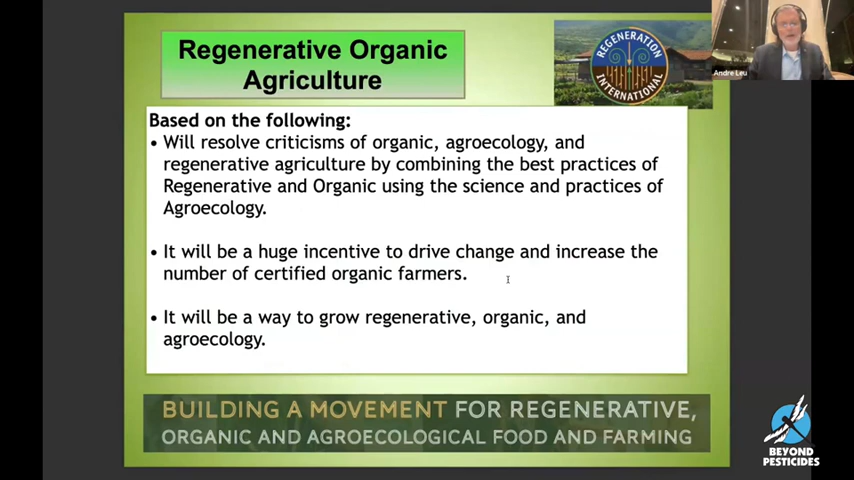 Regenerative Organic
Agriculture
REGENERATION
INTERNATIONAL
Andre Leu
Based on the following:
• Will resolve criticisms of organic, agroecology, and
regenerative agriculture by combining the best practices of
Regenerative and Organic using the science and practices of
Agroecology.
• It will be a huge incentive to drive change and increase the
number of certified organic farmers.
• It will be a way to grow regenerative, organic, and
agroecology.
BUILDING A MOVEMENT FOR REGENERATIVE,
ORGANIC AND AGROECOLOGICAL FOOD AND FARMING
BEYOND
PESTICIDES